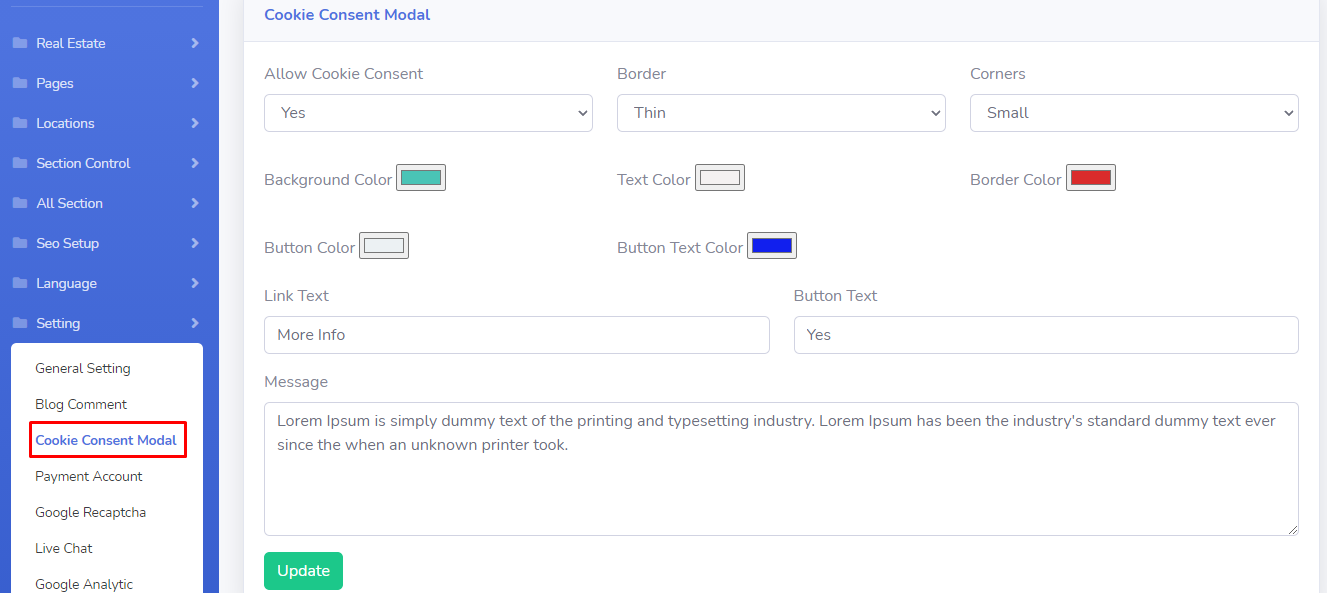 Cookie Consent Modal
Real Estate
Pages
Locations
Section Control
All Section
Seo Setup
Language
Setting
General Setting
Blog Comment
Cookie Consent Modal
Payment Account
Google Recaptcha
Live Chat
Google Analytic
Allow Cookie Consent
Border
Corners
Yes
Thin
Small
Background Color
Text Color
Border Color
Button Color
Button Text Color
Link Text
Button Text
More Info
Yes
Message
Lorem Ipsum is simply dummy text of the printing and typesetting industry. Lorem Ipsum has been the industry's standard dummy text ever
since the when an unknown printer took.
Update